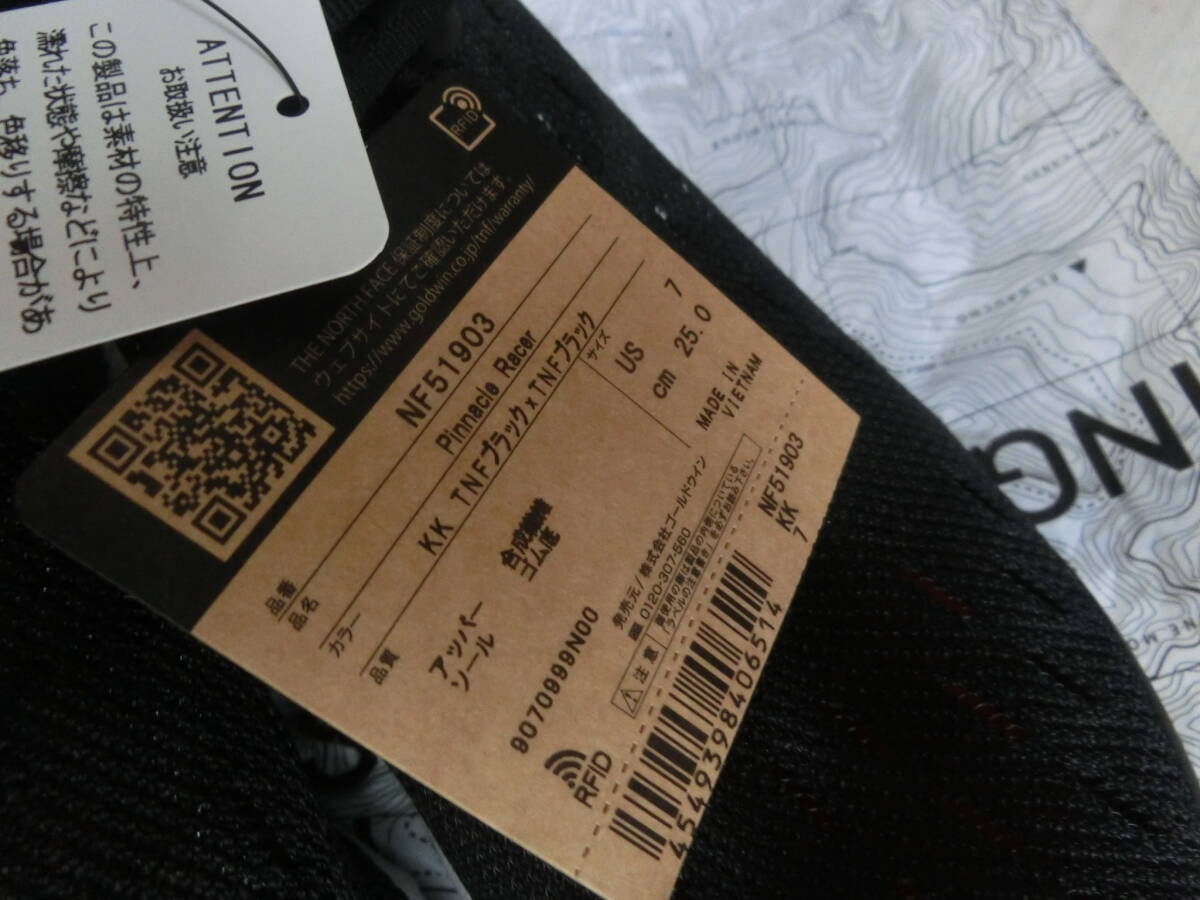 ATTENTION
お取扱い注意
この製品は素材の特性上、
濡れた状態や摩擦などにより
色落ち、色移りする場合があ
RFID
THE NORTH FACE 保証制度については
ウェブサイトにてご確認いただけます。
https://www.goldwin.co.jp/tnf/warranty/
品番 NF51903
品名 Pinnacle Racer
カラー KK TNFブラック×TNFブラック
サイズ
US 7
cm 25.0
品質
アッパー 合成繊維
ソール ゴム底
MADE IN
VIETNAM
9070999N00
発売元/株式会社ゴールドウイン
0120-307-560
注意
RFID
NF51903
KK
7
4549398406514
NG